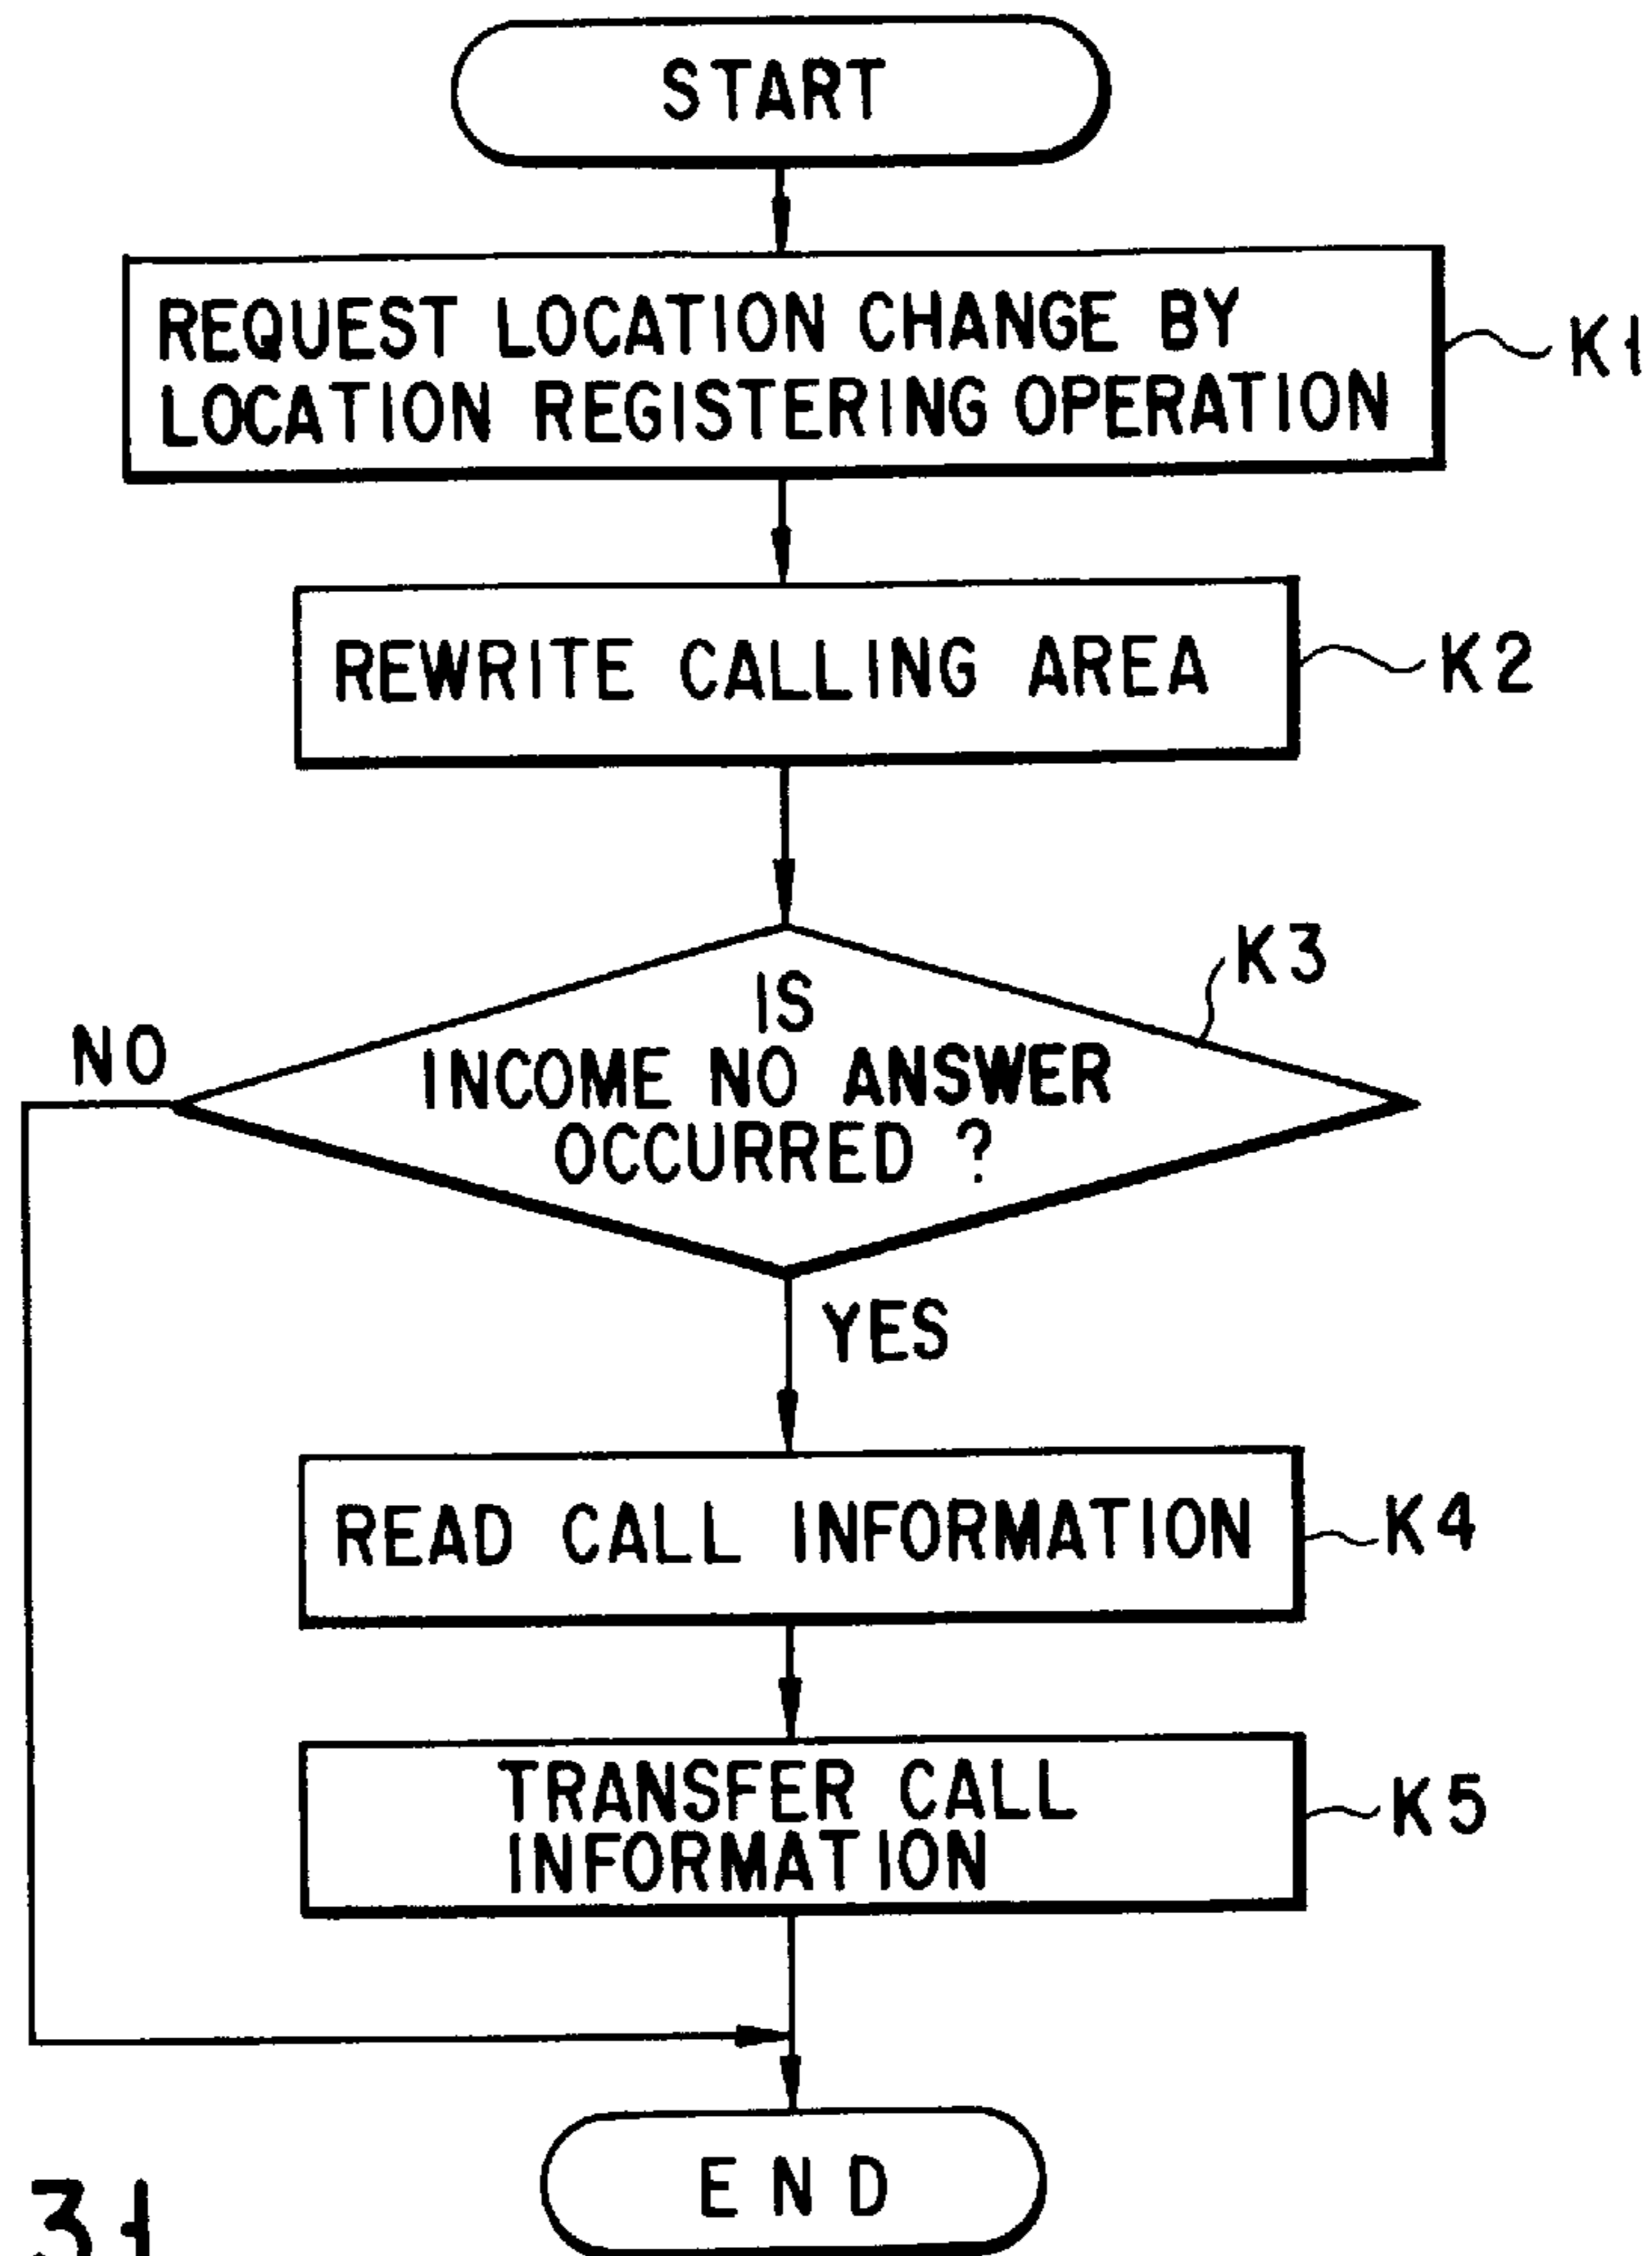 START
REQUEST LOCATION CHANGE BY
LOCATION REGISTERING OPERATION
K1
REWRITE CALLING AREA
K2
K3
IS
INCOME NO ANSWER
OCCURRED ?
NO
YES
READ CALL INFORMATION
K4
TRANSFER CALL
INFORMATION
K5
END
31